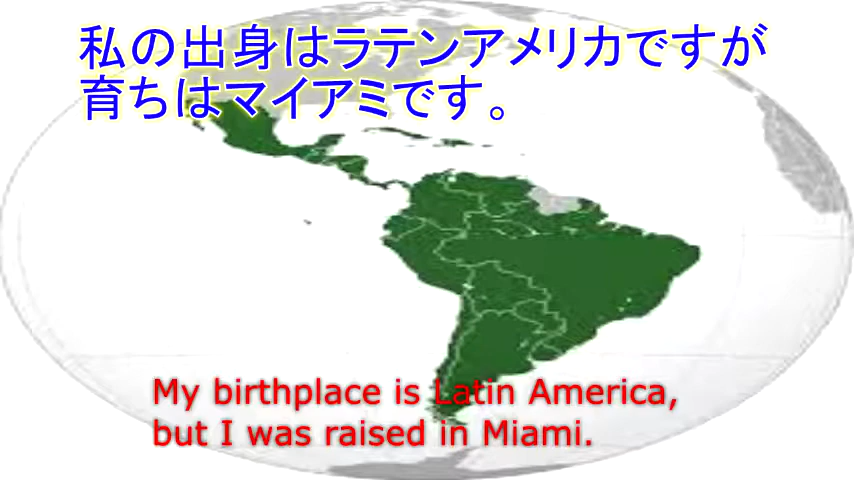 私の出身はラテンアメリカですが
育ちはマイアミです。
My birthplace is Latin America,
but I was raised in Miami.